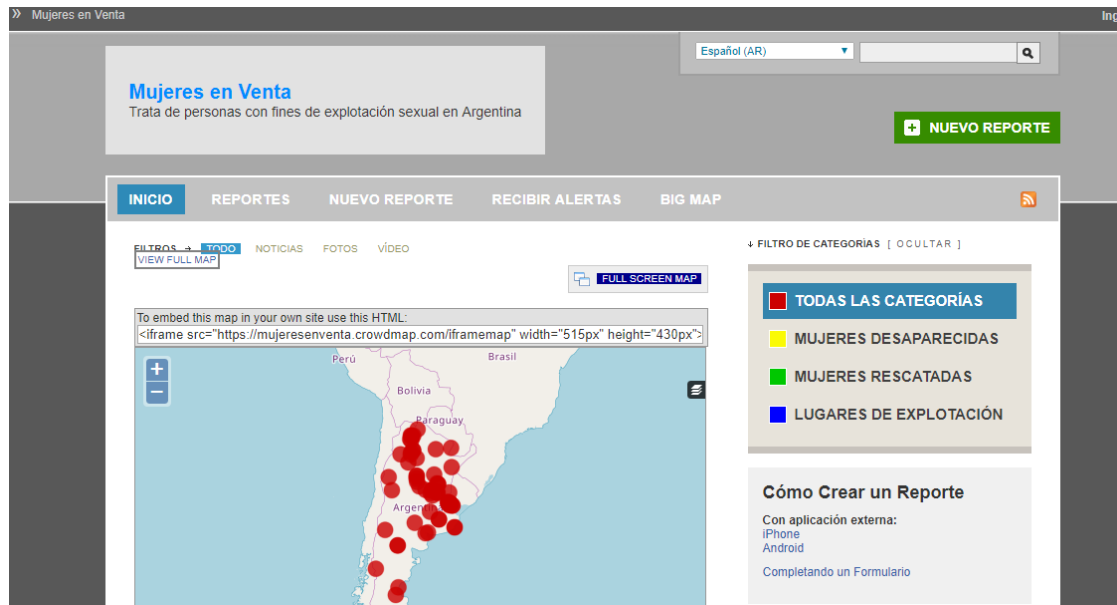 » Mujeres en Venta
Ing
Español (AR)
Mujeres en Venta
Trata de personas con fines de explotación sexual en Argentina
+ NUEVO REPORTE
INICIO REPORTES NUEVO REPORTE RECIBIR ALERTAS BIG MAP
FILTROS → TODO NOTICIAS FOTOS VÍDEO
VIEW FULL MAP
FULL SCREEN MAP
To embed this map in your own site use this HTML:
<iframe src="https://mujeresenventa.crowdmap.com/iframemap" width="515px" height="430px">
+
−
Perú
Brasil
Bolivia
Paraguay
Argentina
↓ FILTRO DE CATEGORÍAS [ OCULTAR ]
TODAS LAS CATEGORÍAS
MUJERES DESAPARECIDAS
MUJERES RESCATADAS
LUGARES DE EXPLOTACIÓN
Cómo Crear un Reporte
Con aplicación externa:
iPhone
Android
Completando un Formulario